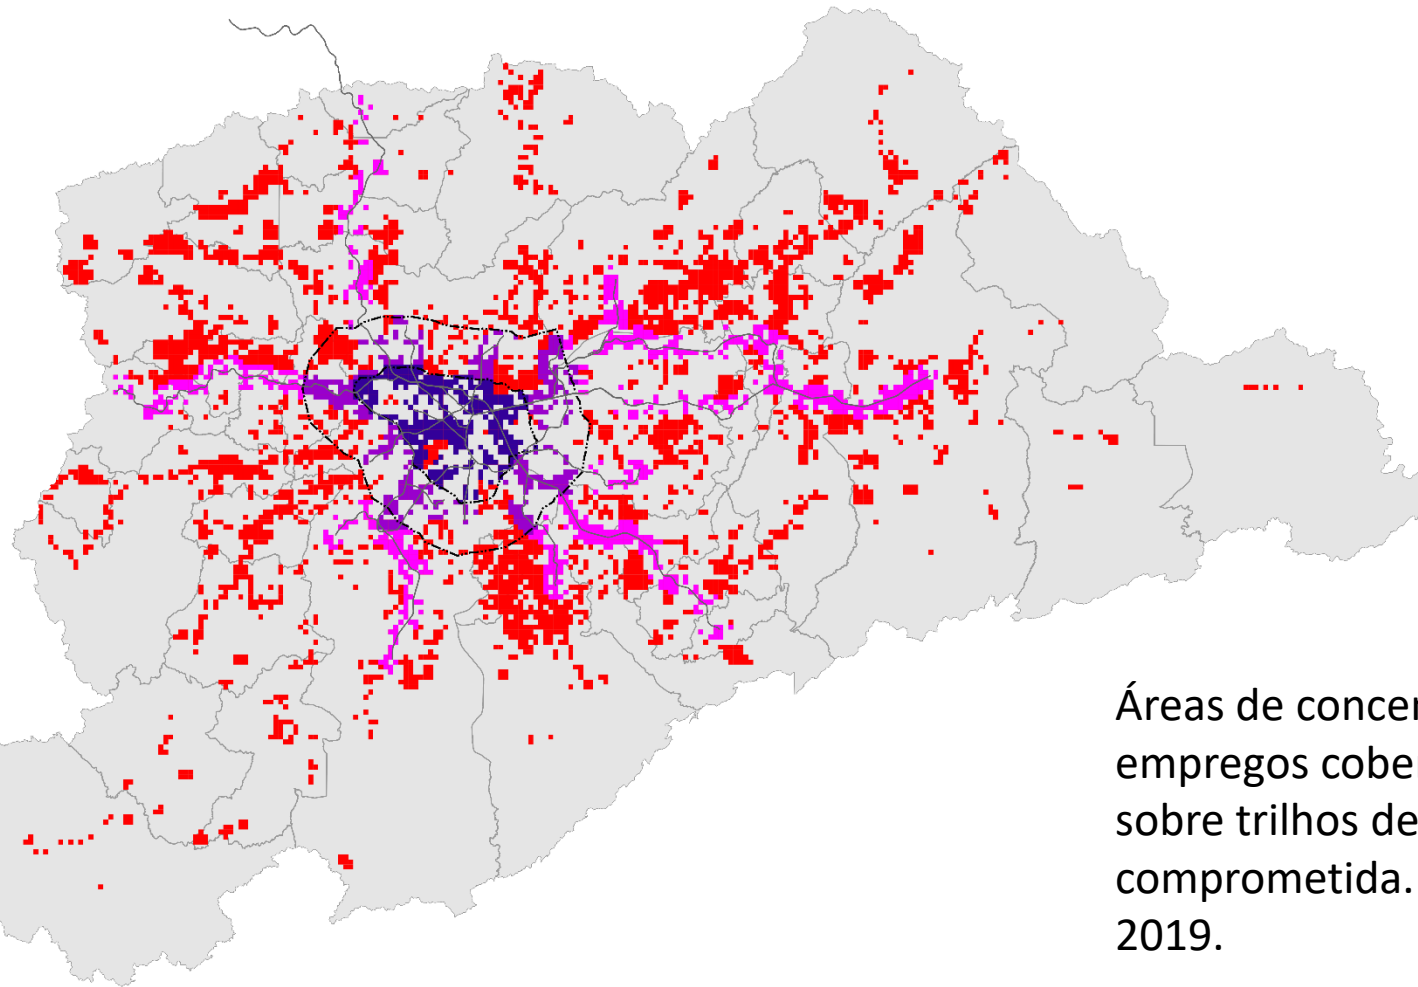 Áreas de concer
empregos cober
sobre trilhos de
comprometida.
2019.